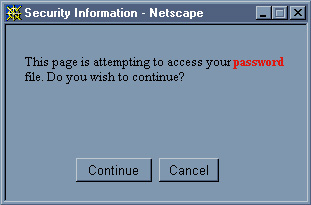 Security Information - Netscape
This page is attempting to access your password
file. Do you wish to continue?
Continue Cancel